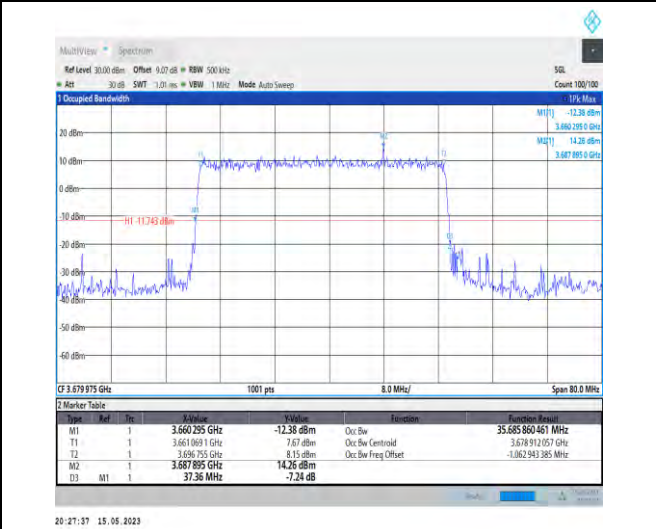 MultiView Spectrum
Ref Level 30.00 dBm Offset 9.07 dB RBW 500 kHz SGL
Att 30 dB SWT 1.01 ms VBW 1 MHz Mode Auto Sweep Count 100/100
1 Occupied Bandwidth 1Pk Max
M1[1] -12.38 dBm
3.660 295 0 GHz
M2[1] 14.26 dBm
3.687 895 0 GHz
20 dBm
M2
T1
T2
10 dBm
0 dBm
M1
-10 dBm
H1 -11.743 dBm
D3
-20 dBm
-30 dBm
-40 dBm
-50 dBm
-60 dBm
CF 3.679 975 GHz 1001 pts 8.0 MHz/ Span 80.0 MHz
2 Marker Table
Type Ref Trc X-Value Y-Value Function Function Result
M1 1 3.660 295 GHz -12.38 dBm Occ Bw 35.685 860 461 MHz
T1 1 3.661 069 1 GHz 7.67 dBm Occ Bw Centroid 3.678 912 057 GHz
T2 1 3.696 755 GHz 8.15 dBm Occ Bw Freq Offset -1.062 943 385 MHz
M2 1 3.687 895 GHz 14.26 dBm
D3 M1 1 37.36 MHz -7.24 dB
20:27:37 15.05.2023